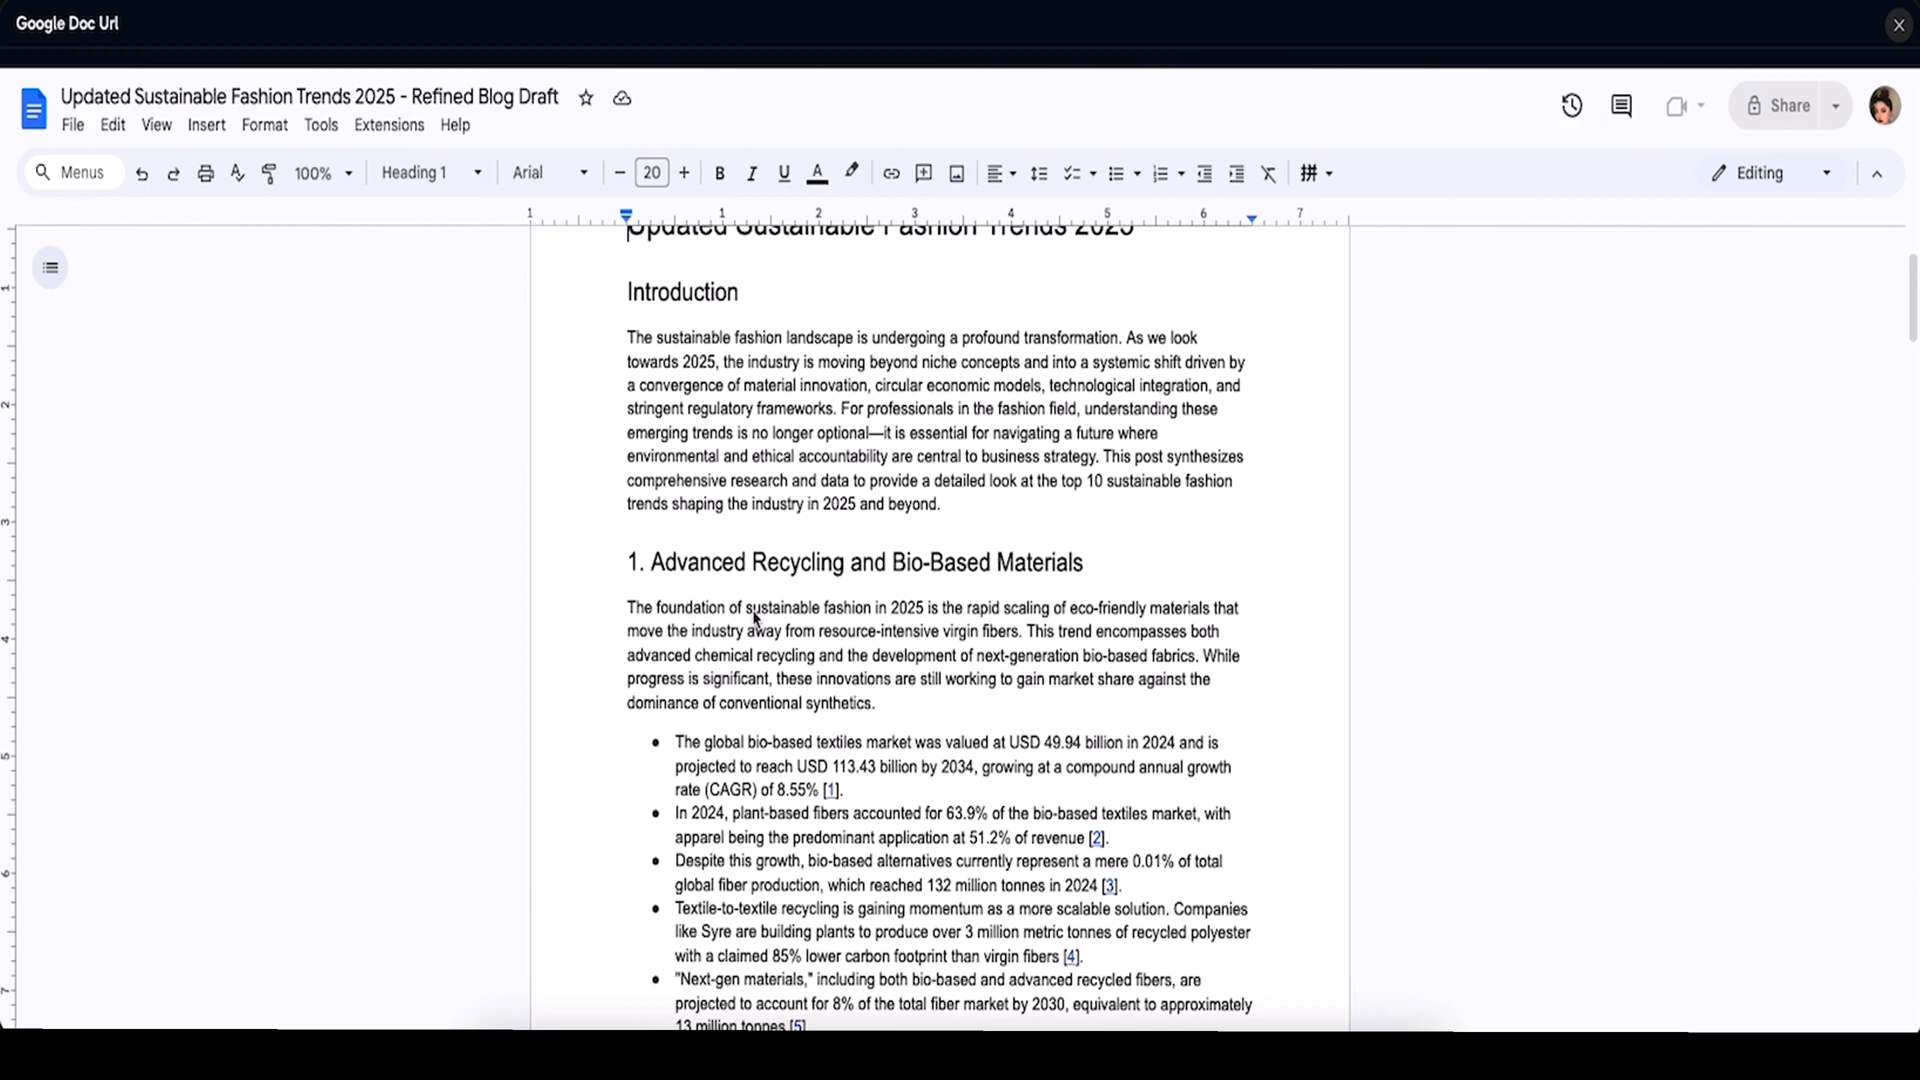 Google Doc Url
Updated Sustainable Fashion Trends 2025 - Refined Blog Draft
File Edit View Insert Format Tools Extensions Help
Share
Menus 100% Heading 1 Arial 20 Editing
1 1 2 3 4 5 6 7
Updated Sustainable Fashion Trends 2025
Introduction
The sustainable fashion landscape is undergoing a profound transformation. As we look
towards 2025, the industry is moving beyond niche concepts and into a systemic shift driven by
a convergence of material innovation, circular economic models, technological integration, and
stringent regulatory frameworks. For professionals in the fashion field, understanding these
emerging trends is no longer optional—it is essential for navigating a future where
environmental and ethical accountability are central to business strategy. This post synthesizes
comprehensive research and data to provide a detailed look at the top 10 sustainable fashion
trends shaping the industry in 2025 and beyond.
1. Advanced Recycling and Bio-Based Materials
The foundation of sustainable fashion in 2025 is the rapid scaling of eco-friendly materials that
move the industry away from resource-intensive virgin fibers. This trend encompasses both
advanced chemical recycling and the development of next-generation bio-based fabrics. While
progress is significant, these innovations are still working to gain market share against the
dominance of conventional synthetics.
● The global bio-based textiles market was valued at USD 49.94 billion in 2024 and is
projected to reach USD 113.43 billion by 2034, growing at a compound annual growth
rate (CAGR) of 8.55% [1].
● In 2024, plant-based fibers accounted for 63.9% of the bio-based textiles market, with
apparel being the predominant application at 51.2% of revenue [2].
● Despite this growth, bio-based alternatives currently represent a mere 0.01% of total
global fiber production, which reached 132 million tonnes in 2024 [3].
● Textile-to-textile recycling is gaining momentum as a more scalable solution. Companies
like Syre are building plants to produce over 3 million metric tonnes of recycled polyester
with a claimed 85% lower carbon footprint than virgin fibers [4].
● "Next-gen materials," including both bio-based and advanced recycled fibers, are
projected to account for 8% of the total fiber market by 2030, equivalent to approximately
13 million tonnes [5]
1
2
3
4
5
6
7